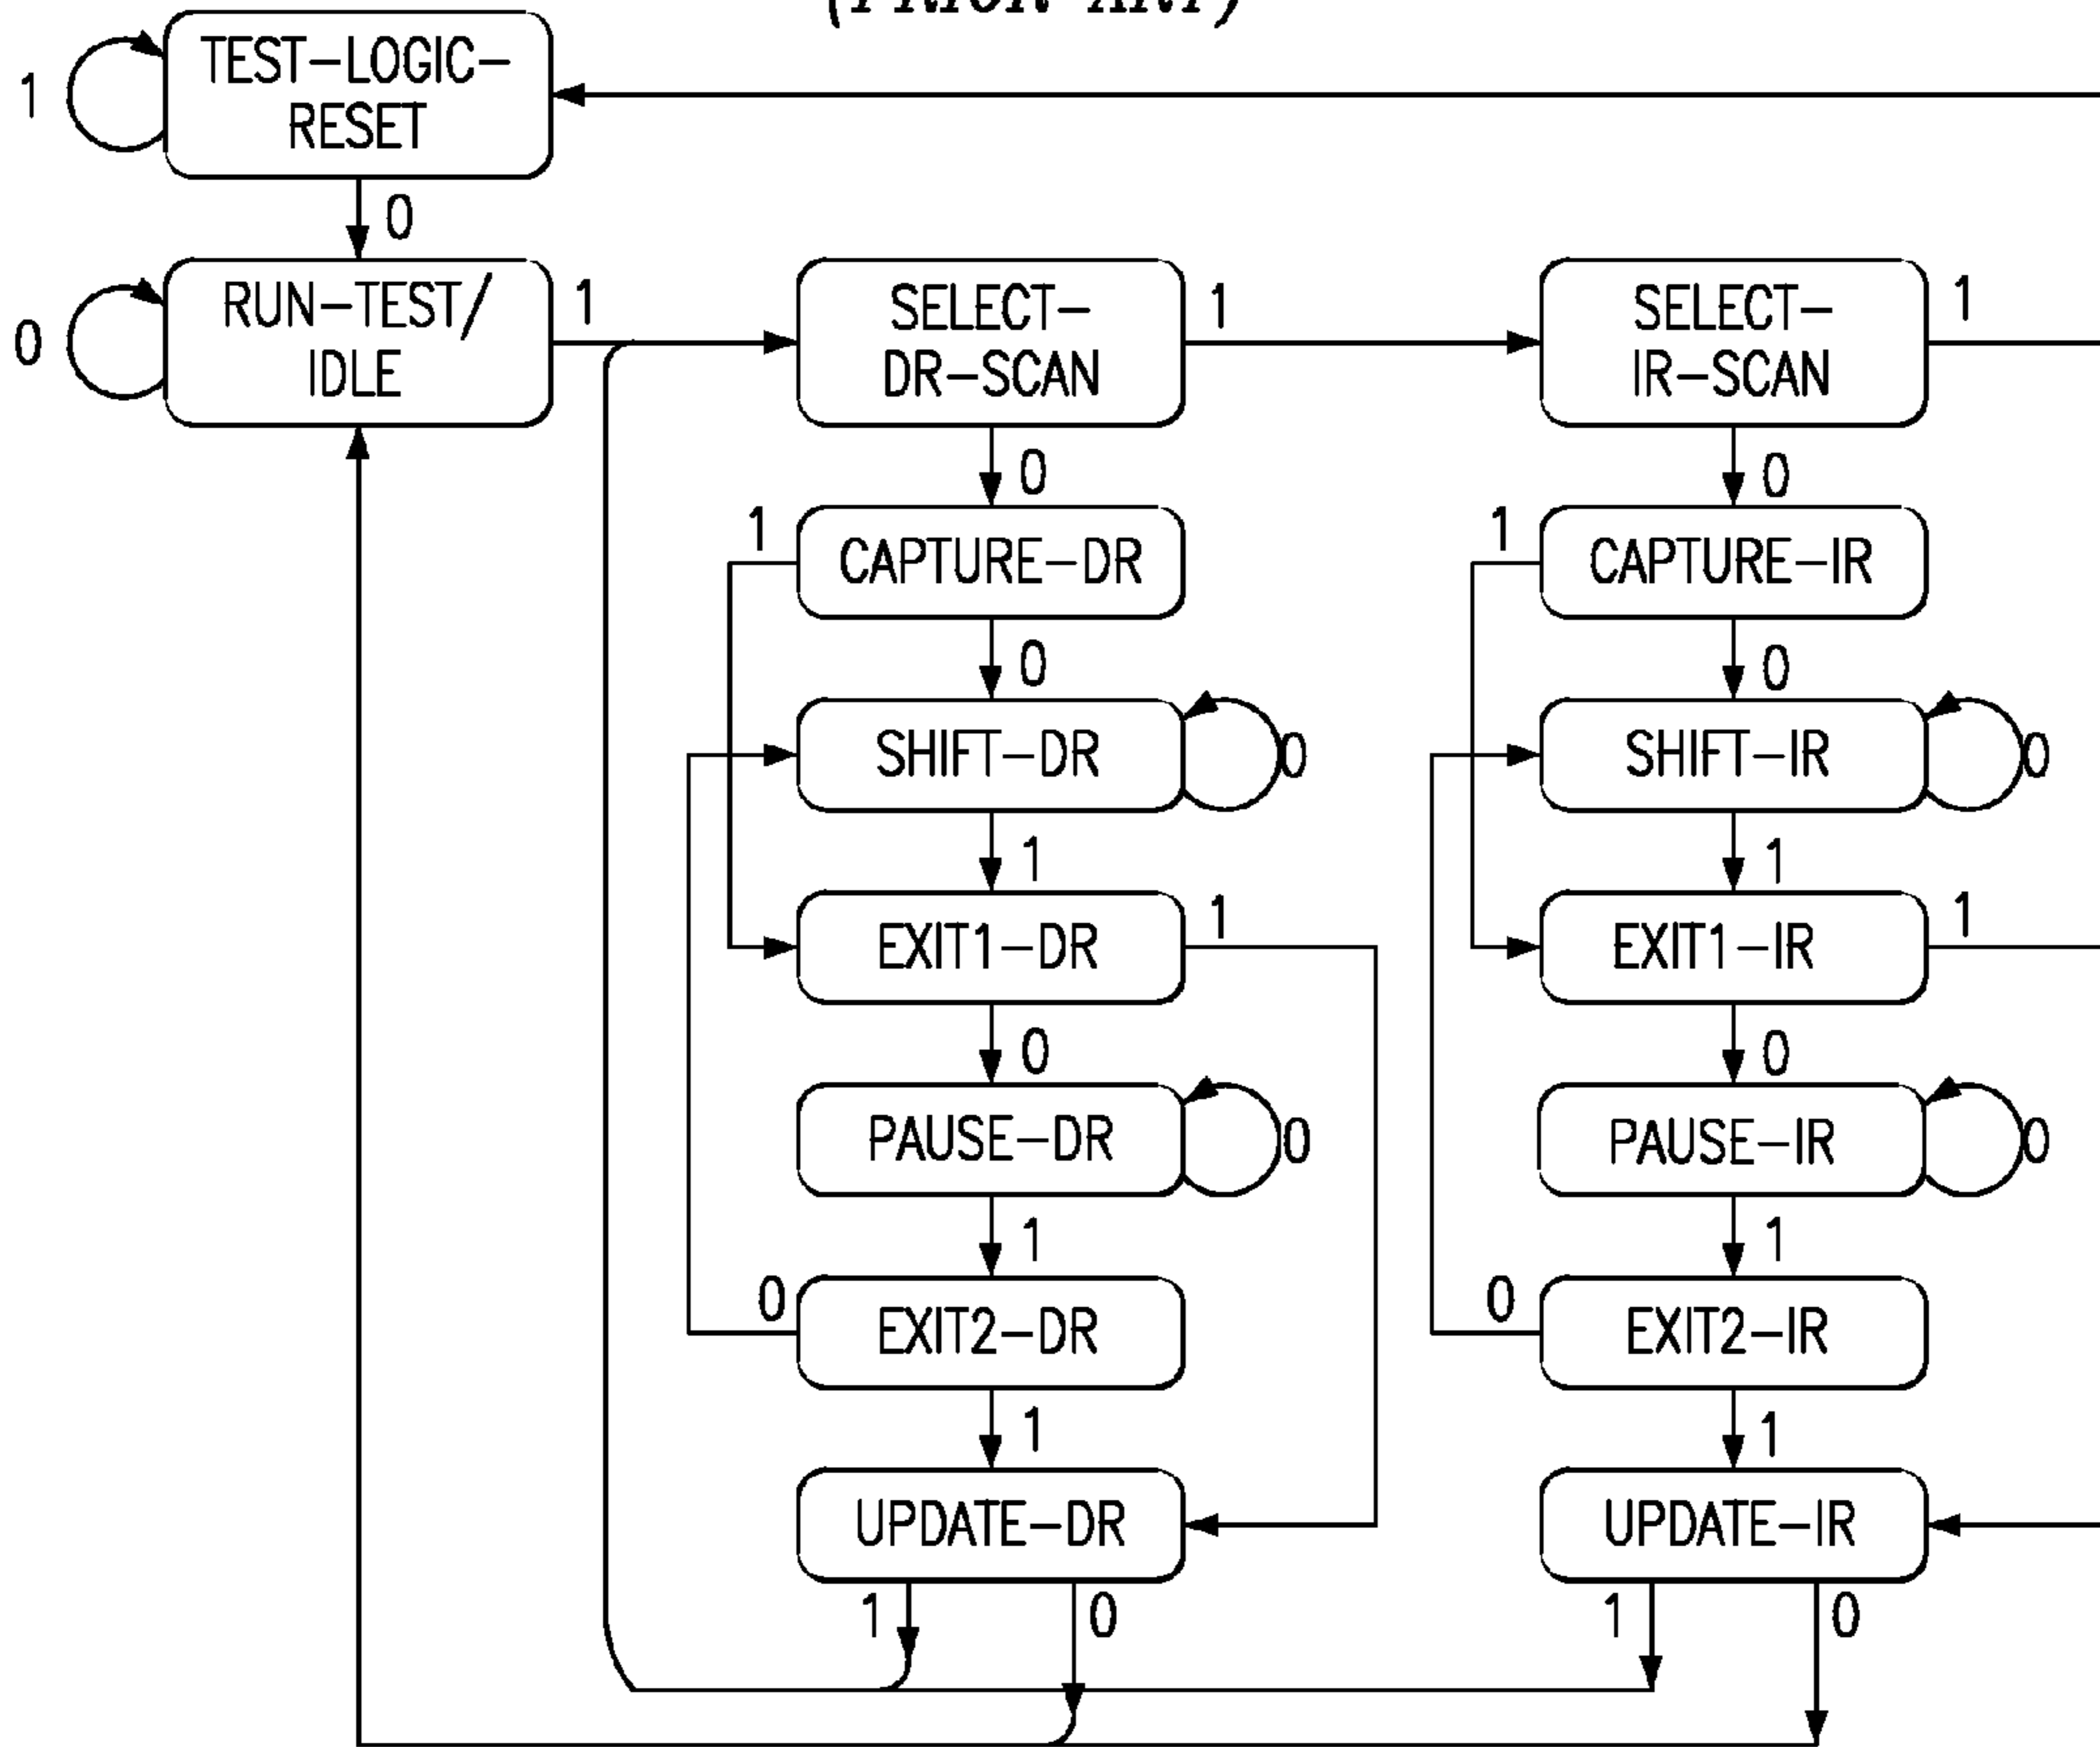 (PRIOR ART)
TEST-LOGIC-
RESET
1
0
RUN-TEST/
IDLE
0
1
SELECT-
DR-SCAN
1
SELECT-
IR-SCAN
1
0
0
1
CAPTURE-DR
1
CAPTURE-IR
0
0
SHIFT-DR
0
SHIFT-IR
0
1
1
EXIT1-DR
1
EXIT1-IR
1
0
0
PAUSE-DR
0
PAUSE-IR
0
1
1
0
EXIT2-DR
0
EXIT2-IR
1
1
UPDATE-DR
UPDATE-IR
1
0
1
0